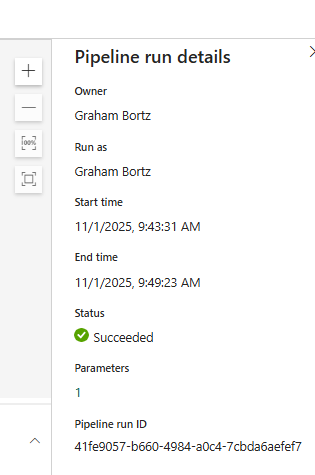 Pipeline run details
Owner
Graham Bortz
Run as
Graham Bortz
Start time
11/1/2025, 9:43:31 AM
End time
11/1/2025, 9:49:23 AM
Status
Succeeded
Parameters
1
Pipeline run ID
41fe9057-b660-4984-a0c4-7cbda6aefef7
100%